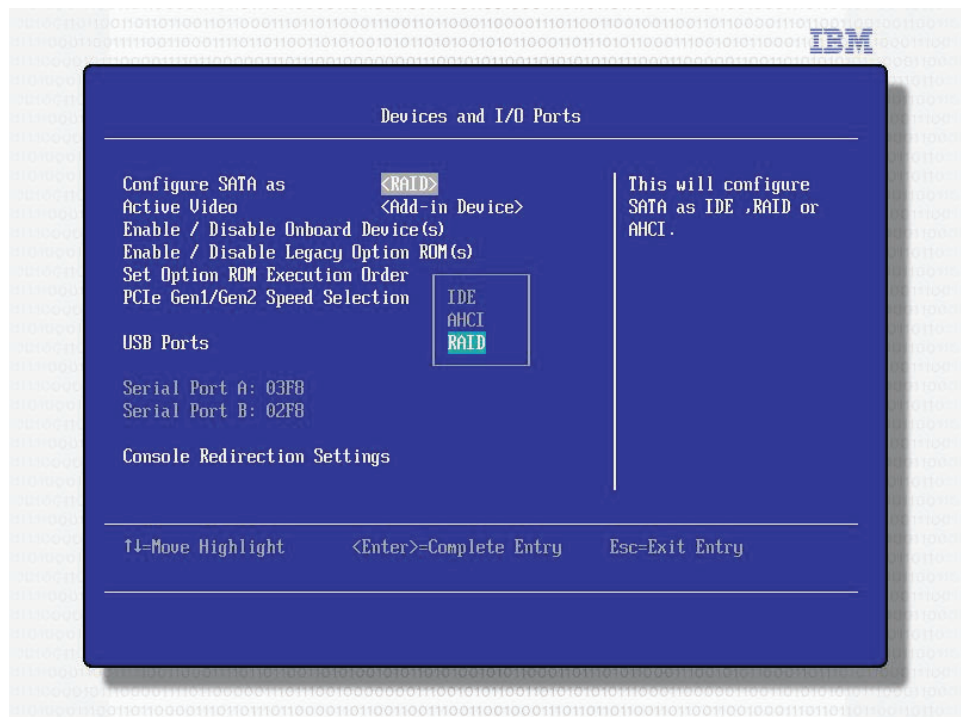 IBM
Devices and I/O Ports
Configure SATA as <RAID>
Active Video <Add-in Device>
Enable / Disable Onboard Device(s)
Enable / Disable Legacy Option ROM(s)
Set Option ROM Execution Order
PCIe Gen1/Gen2 Speed Selection
USB Ports
Serial Port A: 03F8
Serial Port B: 02F8
Console Redirection Settings
IDE
AHCI
RAID
This will configure
SATA as IDE ,RAID or
AHCI.
↑↓=Move Highlight <Enter>=Complete Entry Esc=Exit Entry